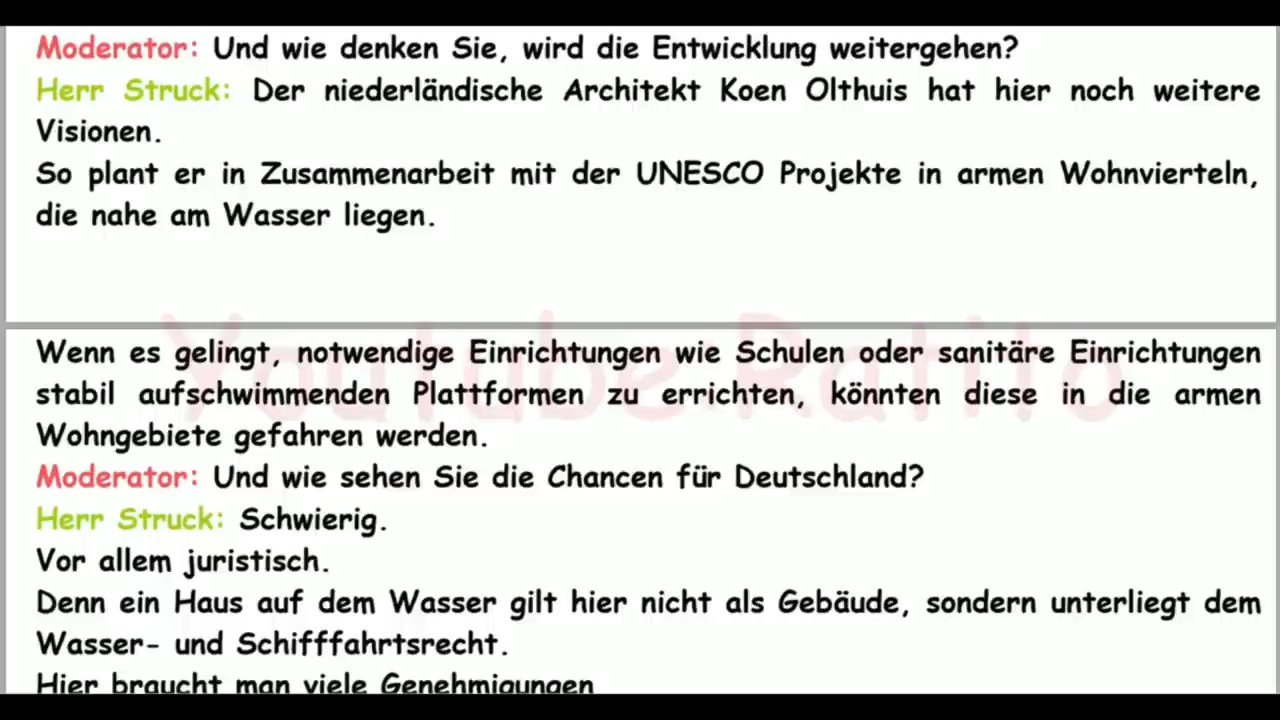 Moderator: Und wie denken Sie, wird die Entwicklung weitergehen?
Herr Struck: Der niederländische Architekt Koen Olthuis hat hier noch weitere
Visionen.
So plant er in Zusammenarbeit mit der UNESCO Projekte in armen Wohnvierteln,
die nahe am Wasser liegen.
Youtube Ratito
Wenn es gelingt, notwendige Einrichtungen wie Schulen oder sanitäre Einrichtungen
stabil aufschwimmenden Plattformen zu errichten, könnten diese in die armen
Wohngebiete gefahren werden.
Moderator: Und wie sehen Sie die Chancen für Deutschland?
Herr Struck: Schwierig.
Vor allem juristisch.
Denn ein Haus auf dem Wasser gilt hier nicht als Gebäude, sondern unterliegt dem
Wasser- und Schifffahrtsrecht.
Hier braucht man viele Genehmigungen